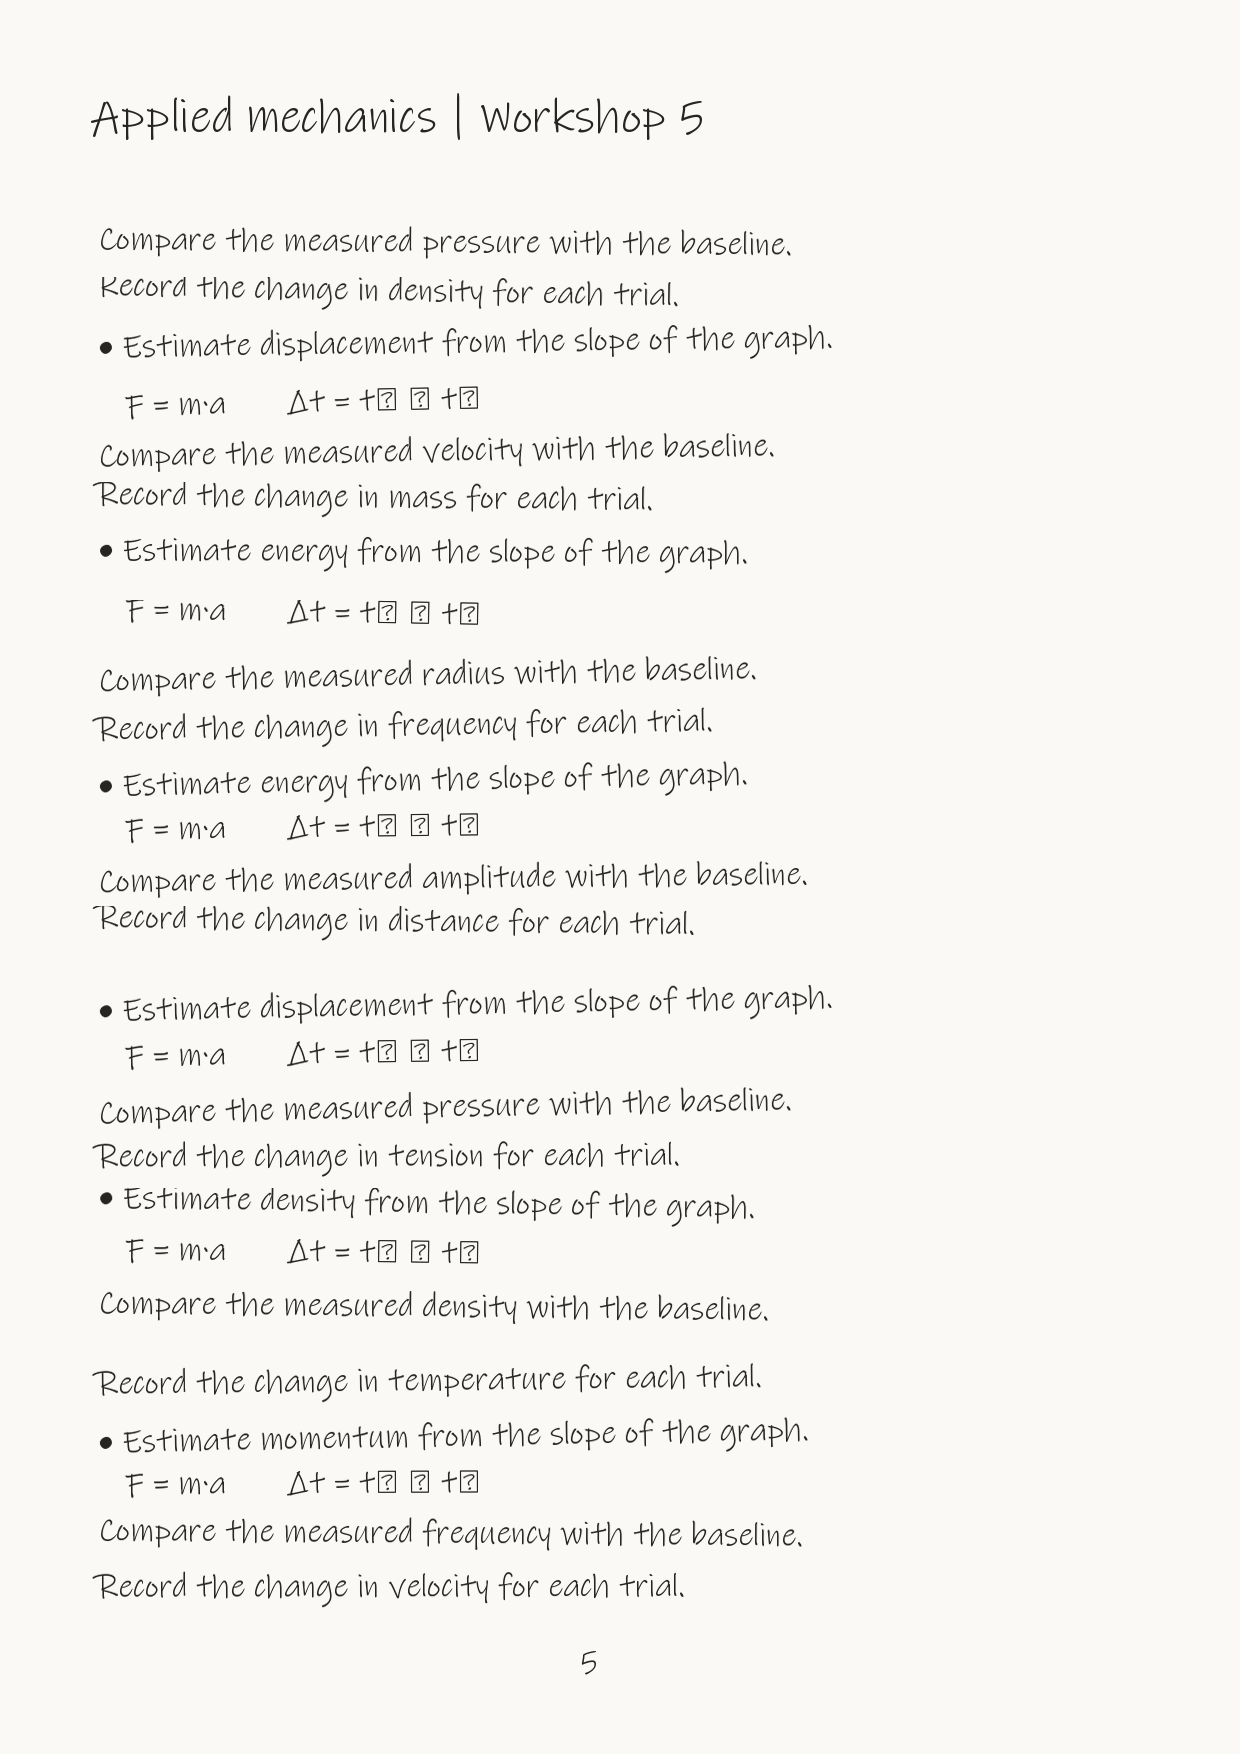 Applied mechanics | Workshop 5
Compare the measured pressure with the baseline.
Record the change in density for each trial.
• Estimate displacement from the slope of the graph.
F = m·a Δt = t⍰ ⍰ t⍰
Compare the measured velocity with the baseline.
Record the change in mass for each trial.
• Estimate energy from the slope of the graph.
F = m·a Δt = t⍰ ⍰ t⍰
Compare the measured radius with the baseline.
Record the change in frequency for each trial.
• Estimate energy from the slope of the graph.
F = m·a Δt = t⍰ ⍰ t⍰
Compare the measured amplitude with the baseline.
Record the change in distance for each trial.
• Estimate displacement from the slope of the graph.
F = m·a Δt = t⍰ ⍰ t⍰
Compare the measured pressure with the baseline.
Record the change in tension for each trial.
• Estimate density from the slope of the graph.
F = m·a Δt = t⍰ ⍰ t⍰
Compare the measured density with the baseline.
Record the change in temperature for each trial.
• Estimate momentum from the slope of the graph.
F = m·a Δt = t⍰ ⍰ t⍰
Compare the measured frequency with the baseline.
Record the change in velocity for each trial.
5